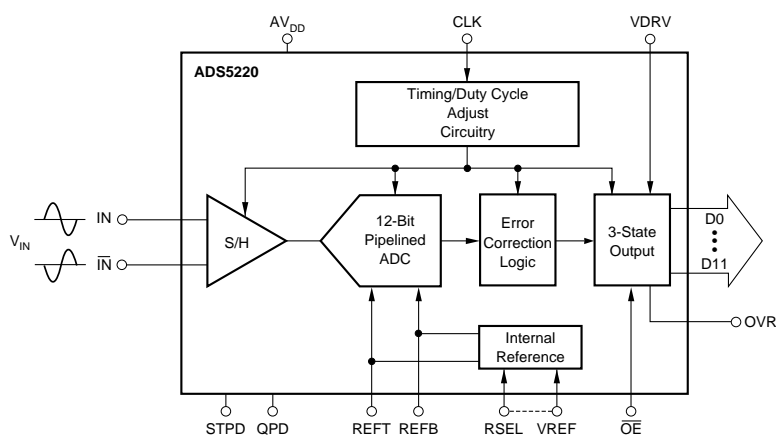 AVDD
CLK
VDRV
ADS5220
Timing/Duty Cycle
Adjust
Circuitry
IN
VIN
IN
S/H
12-Bit
Pipelined
ADC
Error
Correction
Logic
3-State
Output
D0
D11
OVR
Internal
Reference
STPD
QPD
REFT
REFB
RSEL
VREF
OE